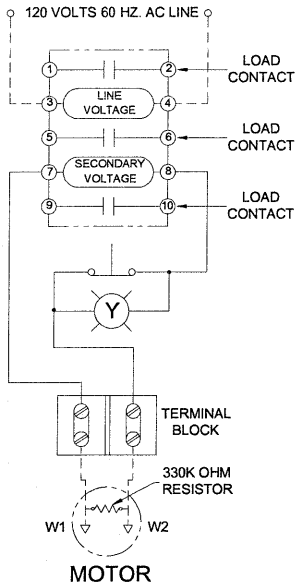 120 VOLTS 60 HZ. AC LINE
1
2
LOAD
CONTACT
3
LINE
VOLTAGE
4
5
6
LOAD
CONTACT
7
SECONDARY
VOLTAGE
8
9
10
LOAD
CONTACT
Y
TERMINAL
BLOCK
330K OHM
RESISTOR
W1
W2
MOTOR